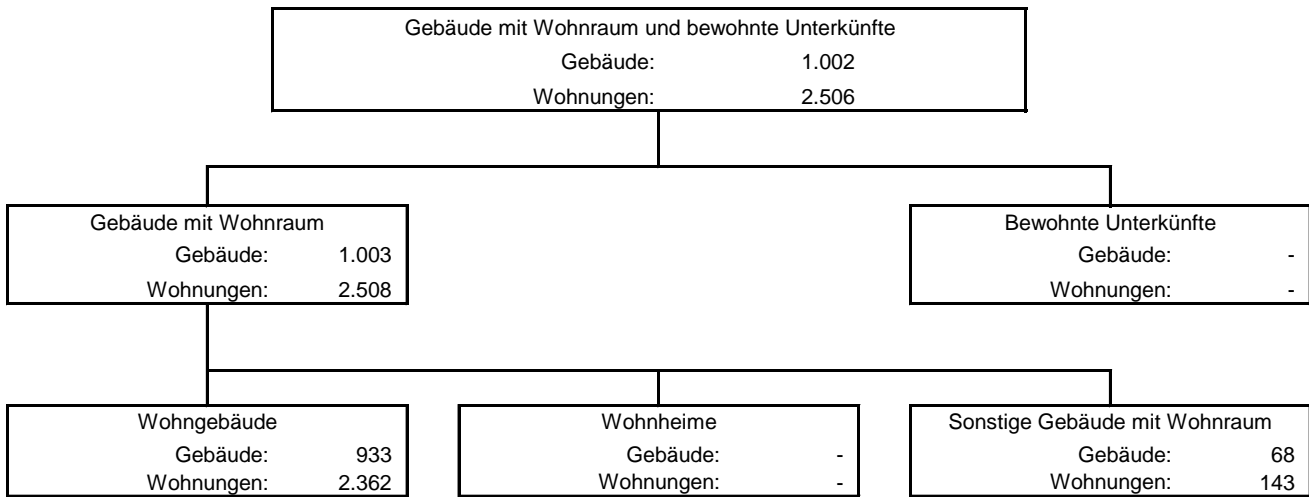 Gebäude mit Wohnraum und bewohnte Unterkünfte
Gebäude: 1.002
Wohnungen: 2.506
Gebäude mit Wohnraum
Gebäude: 1.003
Wohnungen: 2.508
Bewohnte Unterkünfte
Gebäude: -
Wohnungen: -
Wohngebäude
Gebäude: 933
Wohnungen: 2.362
Wohnheime
Gebäude: -
Wohnungen: -
Sonstige Gebäude mit Wohnraum
Gebäude: 68
Wohnungen: 143